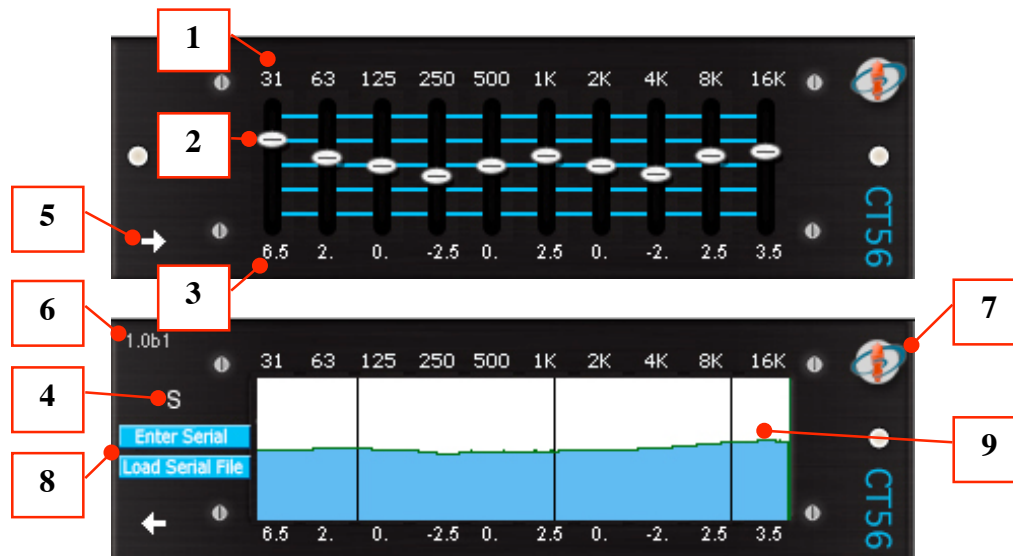 1
31 63 125 250 500 1K 2K 4K 8K 16K
2
5
6.5 2. 0. -2.5 0. 2.5 0. -2. 2.5 3.5
3
CT56
6
7
1.0b1
31 63 125 250 500 1K 2K 4K 8K 16K
4
S
Enter Serial
9
8
Load Serial File
6.5 2. 0. -2.5 0. 2.5 0. -2. 2.5 3.5
CT56